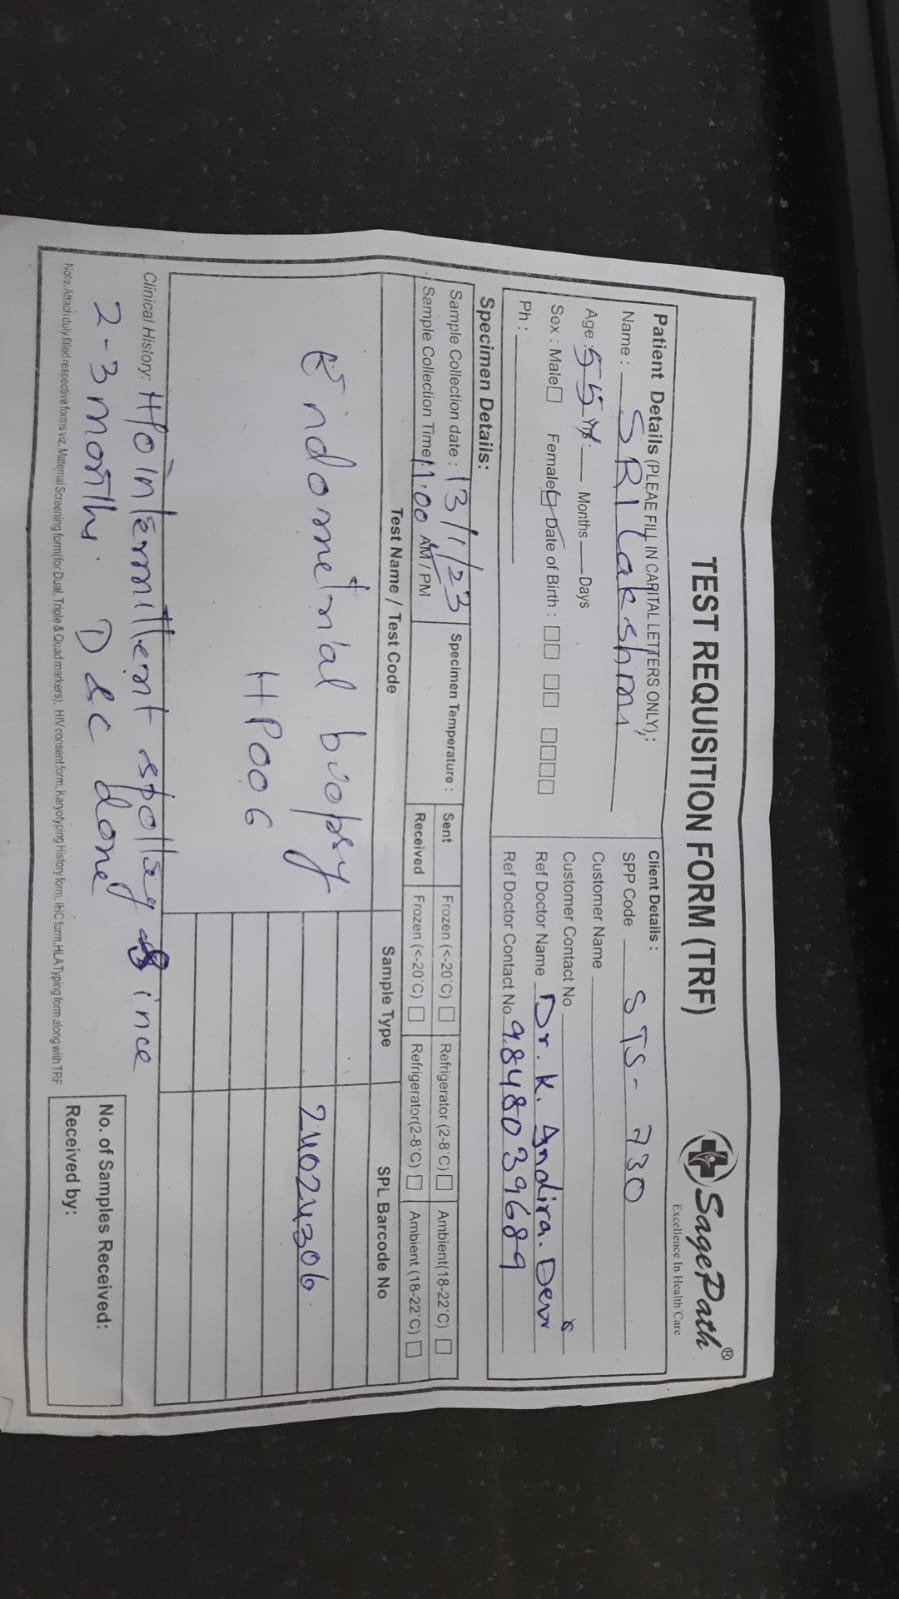 TEST REQUISITION FORM (TRF)
SagePath®
Excellence In Health Care
Patient Details (PLEAE FILL IN CARITAL LETTERS ONLY);:
Name : SRI Lakshmi
Age : 55 Yr. Months Days
Sex : Male Female Date of Birth :
Ph :
Client Details :
SPP Code STS - 730
Customer Name
Customer Contact No
Ref Doctor Name Dr. K. Indira. Devi
Ref Doctor Contact No 9848039689
Specimen Details:
Sample Collection date : 13/1/23
Sample Collection Time : 11.00 AM / PM
Specimen Temperature :
Sent Frozen (<-20°C) Refrigerator (2-8°C) Ambient(18-22°C)
Received Frozen (<-20°C) Refrigerator(2-8°C) Ambient (18-22°C)
Test Name / Test Code Sample Type SPL Barcode No
Endometrial biopsy 24024306
HP006
Clinical History: H/o intermittent spotting since
2-3 months. D & C done
No. of Samples Received:
Received by:
Note. Attach duly filled respective forms viz. Maternal Screening form(for Dual, Triple & Quad markers), HIV consent form, Karyotyping History form, IHC form,HLA Typing form along with TRF